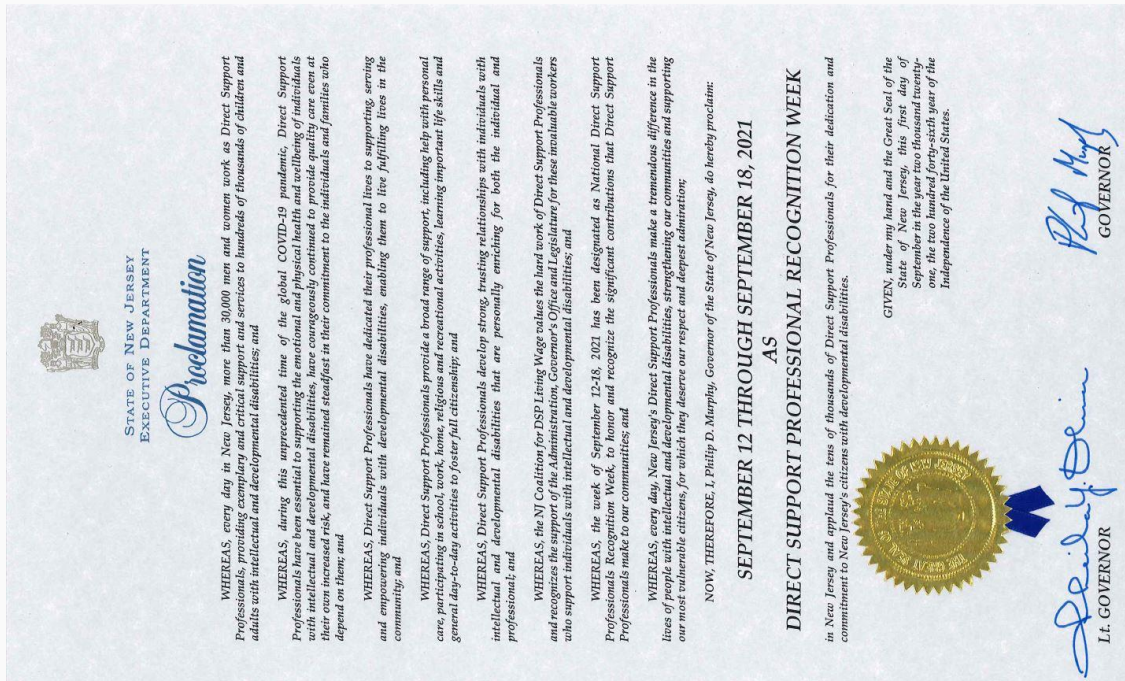 STATE OF NEW JERSEY
EXECUTIVE DEPARTMENT
Proclamation
WHEREAS, every day in New Jersey, more than 30,000 men and women work as Direct Support
Professionals, providing exemplary and critical support and services to hundreds of thousands of children and
adults with intellectual and developmental disabilities; and
WHEREAS, during this unprecedented time of the global COVID-19 pandemic, Direct Support
Professionals have been essential to supporting the emotional and physical health and wellbeing of individuals
with intellectual and developmental disabilities, have courageously continued to provide quality care even at
their own increased risk, and have remained steadfast in their commitment to the individuals and families who
depend on them; and
WHEREAS, Direct Support Professionals have dedicated their professional lives to supporting, serving
and empowering individuals with developmental disabilities, enabling them to live fulfilling lives in the
community; and
WHEREAS, Direct Support Professionals provide a broad range of support, including help with personal
care, participating in school, work, home, religious and recreational activities, learning important life skills and
general day-to-day activities to foster full citizenship; and
WHEREAS, Direct Support Professionals develop strong, trusting relationships with individuals with
intellectual and developmental disabilities that are personally enriching for both the individual and
professional; and
WHEREAS, the NJ Coalition for DSP Living Wage values the hard work of Direct Support Professionals
and recognizes the support of the Administration, Governor's Office and Legislature for these invaluable workers
who support individuals with intellectual and developmental disabilities; and
WHEREAS, the week of September 12-18, 2021 has been designated as National Direct Support
Professionals Recognition Week, to honor and recognize the significant contributions that Direct Support
Professionals make to our communities; and
WHEREAS, every day, New Jersey's Direct Support Professionals make a tremendous difference in the
lives of people with intellectual and developmental disabilities, strengthening our communities and supporting
our most vulnerable citizens, for which they deserve our respect and deepest admiration;
NOW, THEREFORE, I, Philip D. Murphy, Governor of the State of New Jersey, do hereby proclaim:
SEPTEMBER 12 THROUGH SEPTEMBER 18, 2021
AS
DIRECT SUPPORT PROFESSIONAL RECOGNITION WEEK
in New Jersey and applaud the tens of thousands of Direct Support Professionals for their dedication and
commitment to New Jersey's citizens with developmental disabilities.
GIVEN, under my hand and the Great Seal of the
State of New Jersey, this first day of
September in the year two thousand twenty-
one, the two hundred forty-sixth year of the
Independence of the United States.
THE GREAT SEAL OF THE STATE OF NEW JERSEY
Lt. GOVERNOR
GOVERNOR